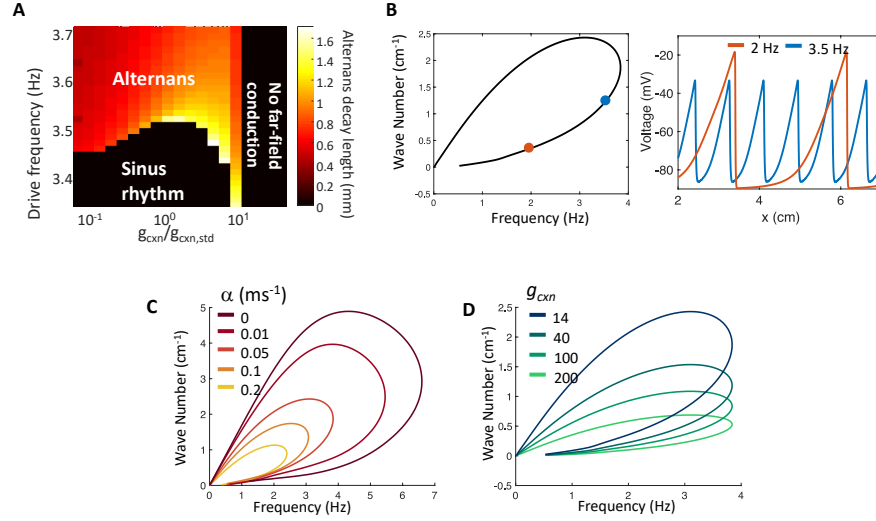 A
Drive frequency (Hz)
3.7
3.6
3.5
3.4
Alternans
Sinus
rhythm
No far-field
conduction
10⁻¹
10⁰
10¹
g_cxn/g_cxn,std
1.6
1.4
1.2
1
0.8
0.6
0.4
0.2
0
Alternans decay length (mm)
B
Wave Number (cm⁻¹)
2.5
2
1.5
1
0.5
0
2.5
0
1
2
3
4
Frequency (Hz)
2 Hz
3.5 Hz
Voltage (mV)
-20
-40
-60
-80
2
4
6
x (cm)
C
α (ms⁻¹)
0
0.01
0.05
0.1
0.2
Wave Number (cm⁻¹)
5
4
3
2
1
0
0
1
2
3
4
5
6
7
Frequency (Hz)
D
g_cxn
14
40
100
200
Wave Number (cm⁻¹)
2.5
2
1.5
1
0.5
0
2.5
0
1
2
3
4
Frequency (Hz)